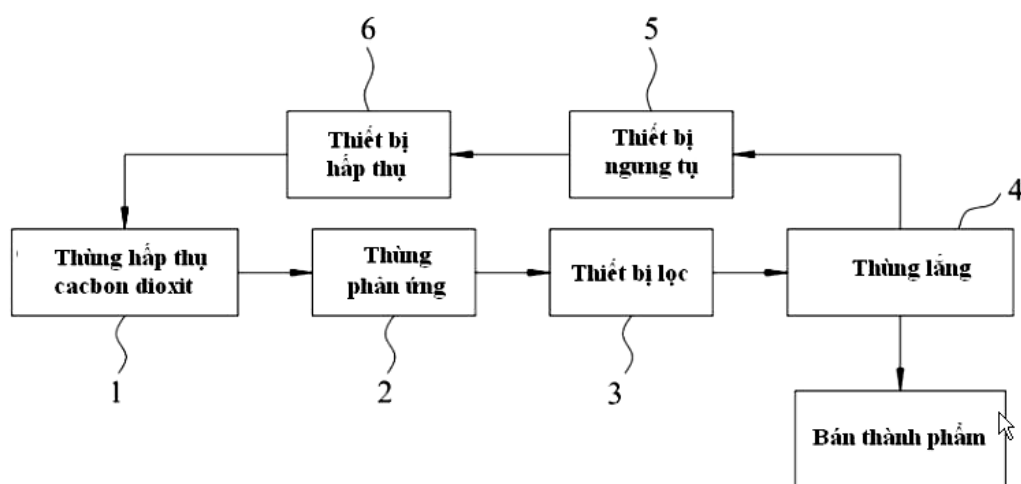 6
5
Thiết bị
hấp thụ
Thiết bị
ngưng tụ
4
Thùng hấp thụ
cacbon dioxit
Thùng
phản ứng
Thiết bị lọc
Thùng lắng
1
2
3
Bán thành phẩm